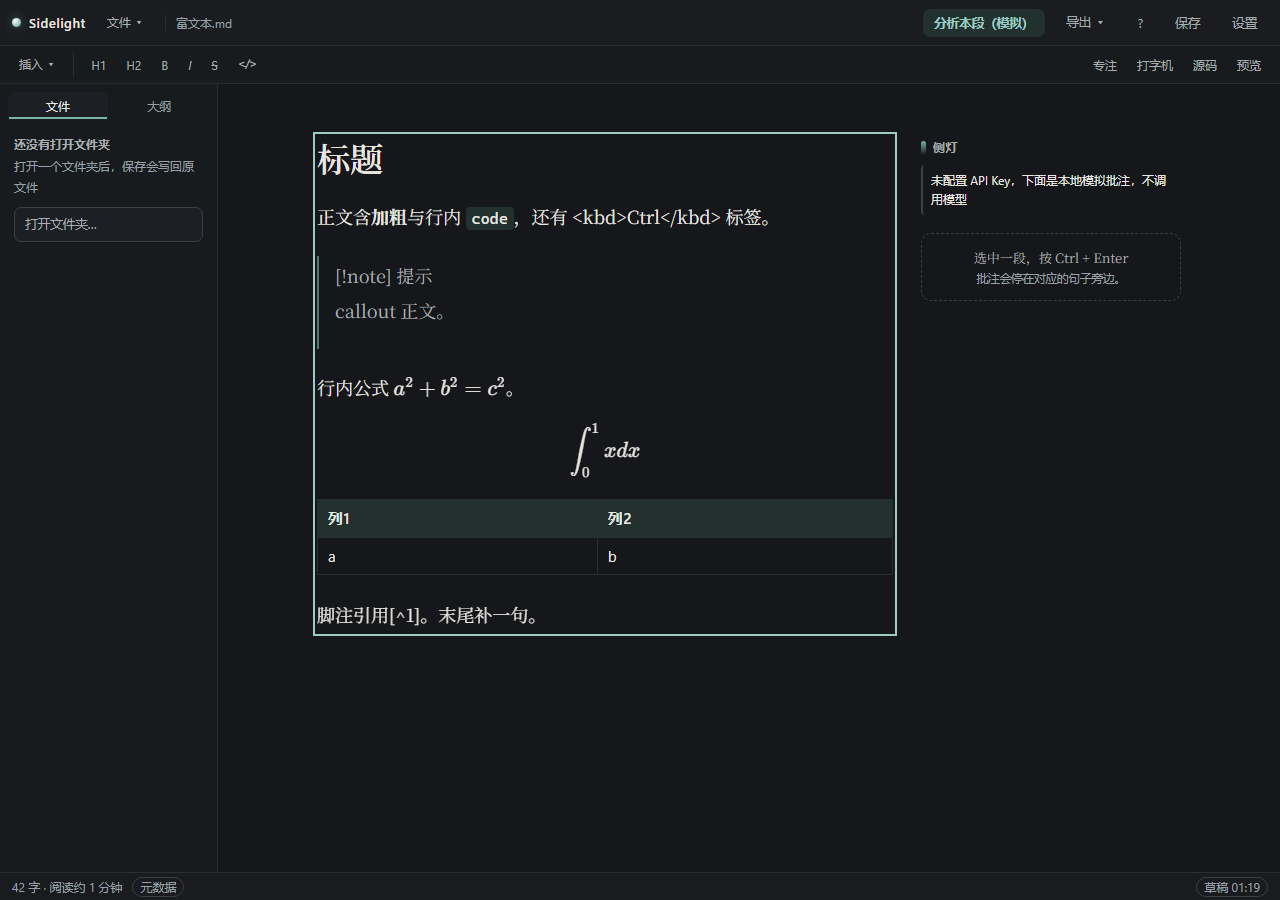 Sidelight 文件 富文本.md 分析本段（模拟） 导出 ? 保存 设置
插入 H1 H2 B I S </> 专注 打字机 源码 预览
文件 大纲
还没有打开文件夹
打开一个文件夹后，保存会写回原
文件
打开文件夹...
标题
正文含加粗与行内 code，还有 <kbd>Ctrl</kbd> 标签。
[!note] 提示
callout 正文。
行内公式 a² + b² = c²。
∫₀¹ xdx
列1 列2
a b
脚注引用[^1]。末尾补一句。
侧灯
未配置 API Key，下面是本地模拟批注，不调
用模型
选中一段，按 Ctrl + Enter
批注会停在对应的句子旁边。
42 字 · 阅读约 1 分钟 元数据 草稿 01:19